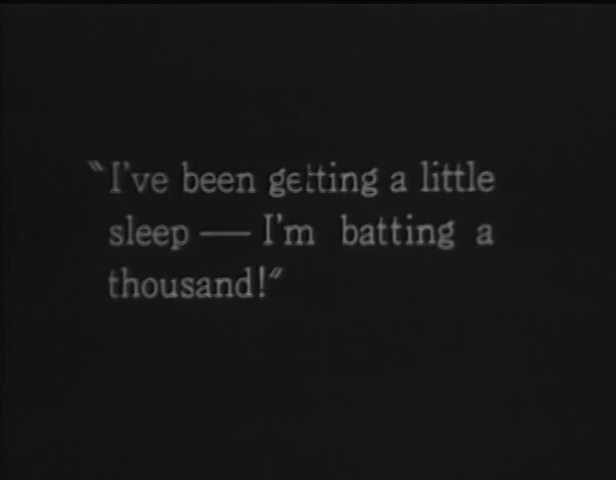 "I've been getting a little
sleep — I'm batting a
thousand!"